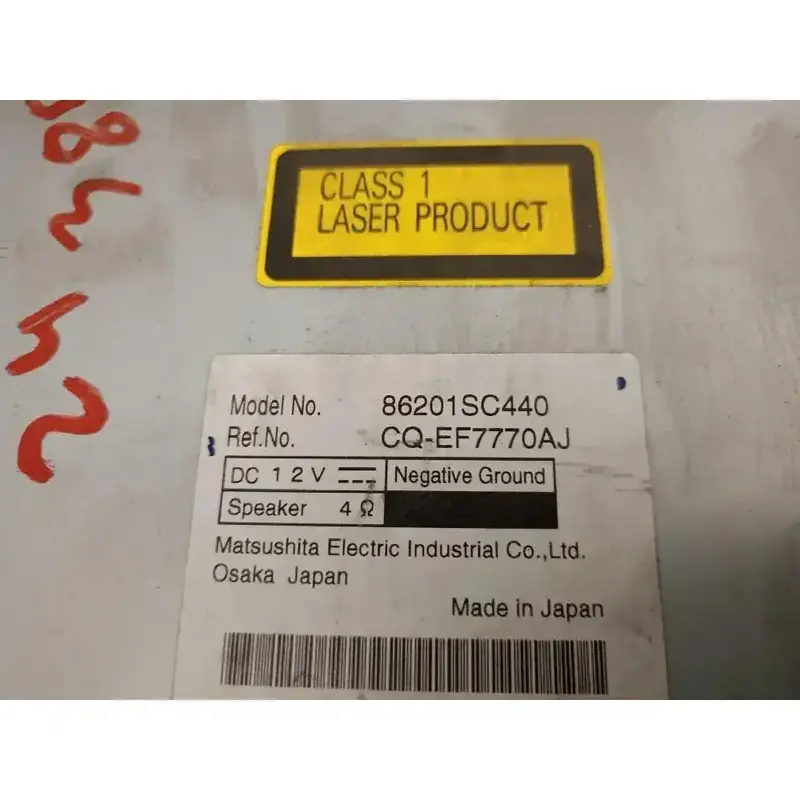 CLASS 1
LASER PRODUCT
Model No. 86201SC440
Ref.No. CQ-EF7770AJ
DC 12V Negative Ground
Speaker 4Ω
Matsushita Electric Industrial Co.,Ltd.
Osaka Japan
Made in Japan